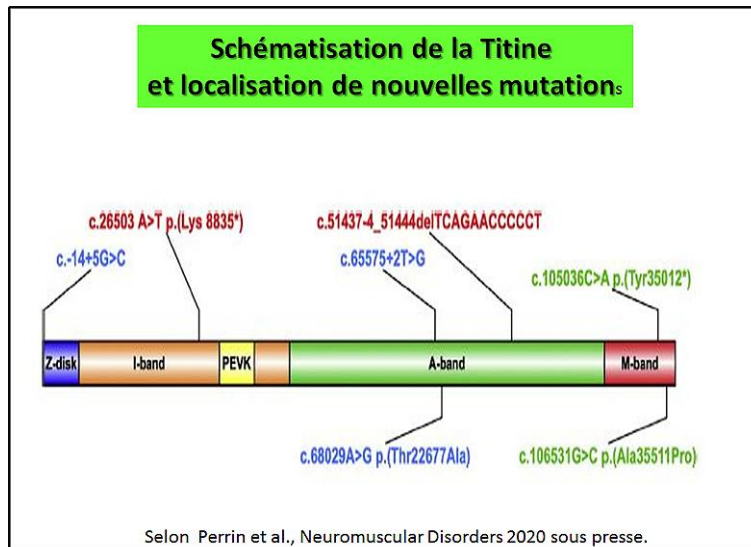 Schématisation de la Titine
et localisation de nouvelles mutations
c.26503 A>T p.(Lys 8835*)
c.51437-4_51444delTCAGAACCCCCT
c.-14+5G>C
c.65575+2T>G
c.105036C>A p.(Tyr35012*)
Z-disk
I-band
PEVK
A-band
M-band
c.68029A>G p.(Thr22677Ala)
c.106531G>C p.(Ala35511Pro)
Selon Perrin et al., Neuromuscular Disorders 2020 sous presse.